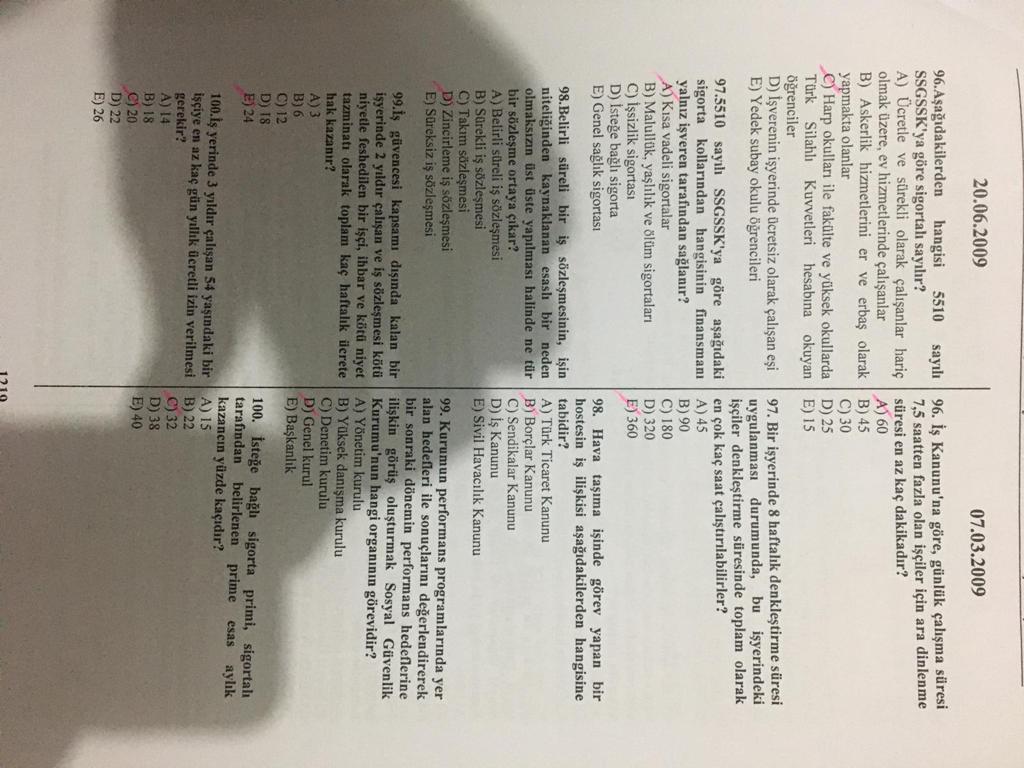 20.06.2009
96.Aşağıdakilerden hangisi 5510 sayılı
SSGSSK'ya göre sigortalı sayılır?
A) Ücretle ve sürekli olarak çalışanlar hariç
olmak üzere, ev hizmetlerinde çalışanlar
B) Askerlik hizmetlerini er ve erbaş olarak
yapmakta olanlar
C) Harp okulları ile fakülte ve yüksek okullarda
Türk Silahlı Kuvvetleri hesabına okuyan
öğrenciler
D) İşverenin işyerinde ücretsiz olarak çalışan eşi
E) Yedek subay okulu öğrencileri
97.5510 sayılı SSGSSK'ya göre aşağıdaki
sigorta kollarından hangisinin finansmanı
yalnız işveren tarafından sağlanır?
A) Kısa vadeli sigortalar
B) Malullük, yaşlılık ve ölüm sigortaları
C) İşsizlik sigortası
D) İsteğe bağlı sigorta
E) Genel sağlık sigortası
98.Belirli süreli bir iş sözleşmesinin, işin
niteliğinden kaynaklanan esaslı bir neden
olmaksızın üst üste yapılması halinde ne tür
bir sözleşme ortaya çıkar?
A) Belirli süreli iş sözleşmesi
B) Sürekli iş sözleşmesi
C) Takım sözleşmesi
D) Zincirleme iş sözleşmesi
E) Süreksiz iş sözleşmesi
99.İş güvencesi kapsamı dışında kalan bir
işyerinde 2 yıldır çalışan ve iş sözleşmesi kötü
niyetle feshedilen bir işçi, ihbar ve kötü niyet
tazminatı olarak toplam kaç haftalık ücrete
hak kazanır?
A) 3
B) 6
C) 12
D) 18
E) 24
100.İş yerinde 3 yıldır çalışan 54 yaşındaki bir
işçiye en az kaç gün yıllık ücretli izin verilmesi
gerekir?
A) 14
B) 18
C) 20
D) 22
E) 26
07.03.2009
96. İş Kanunu'na göre, günlük çalışma süresi
7,5 saatten fazla olan işçiler için ara dinlenme
süresi en az kaç dakikadır?
A) 60
B) 45
C) 30
D) 25
E) 15
97. Bir işyerinde 8 haftalık denkleştirme süresi
uygulanması durumunda, bu işyerindeki
işçiler denkleştirme süresinde toplam olarak
en çok kaç saat çalıştırılabilirler?
A) 45
B) 90
C) 180
D) 320
E) 360
98. Hava taşıma işinde görev yapan bir
hostesin iş ilişkisi aşağıdakilerden hangisine
tabidir?
A) Türk Ticaret Kanunu
B) Borçlar Kanunu
C) Sendikalar Kanunu
D) İş Kanunu
E) Sivil Havacılık Kanunu
99. Kurumun performans programlarında yer
alan hedefleri ile sonuçlarını değerlendirerek
bir sonraki dönemin performans hedeflerine
ilişkin görüş oluşturmak Sosyal Güvenlik
Kurumu'nun hangi organının görevidir?
A) Yönetim kurulu
B) Yüksek danışma kurulu
C) Denetim kurulu
D) Genel kurul
E) Başkanlık
100. İsteğe bağlı sigorta primi, sigortalı
tarafından belirlenen prime esas aylık
kazancın yüzde kaçıdır?
A) 15
B) 22
C) 32
D) 38
E) 40
1219